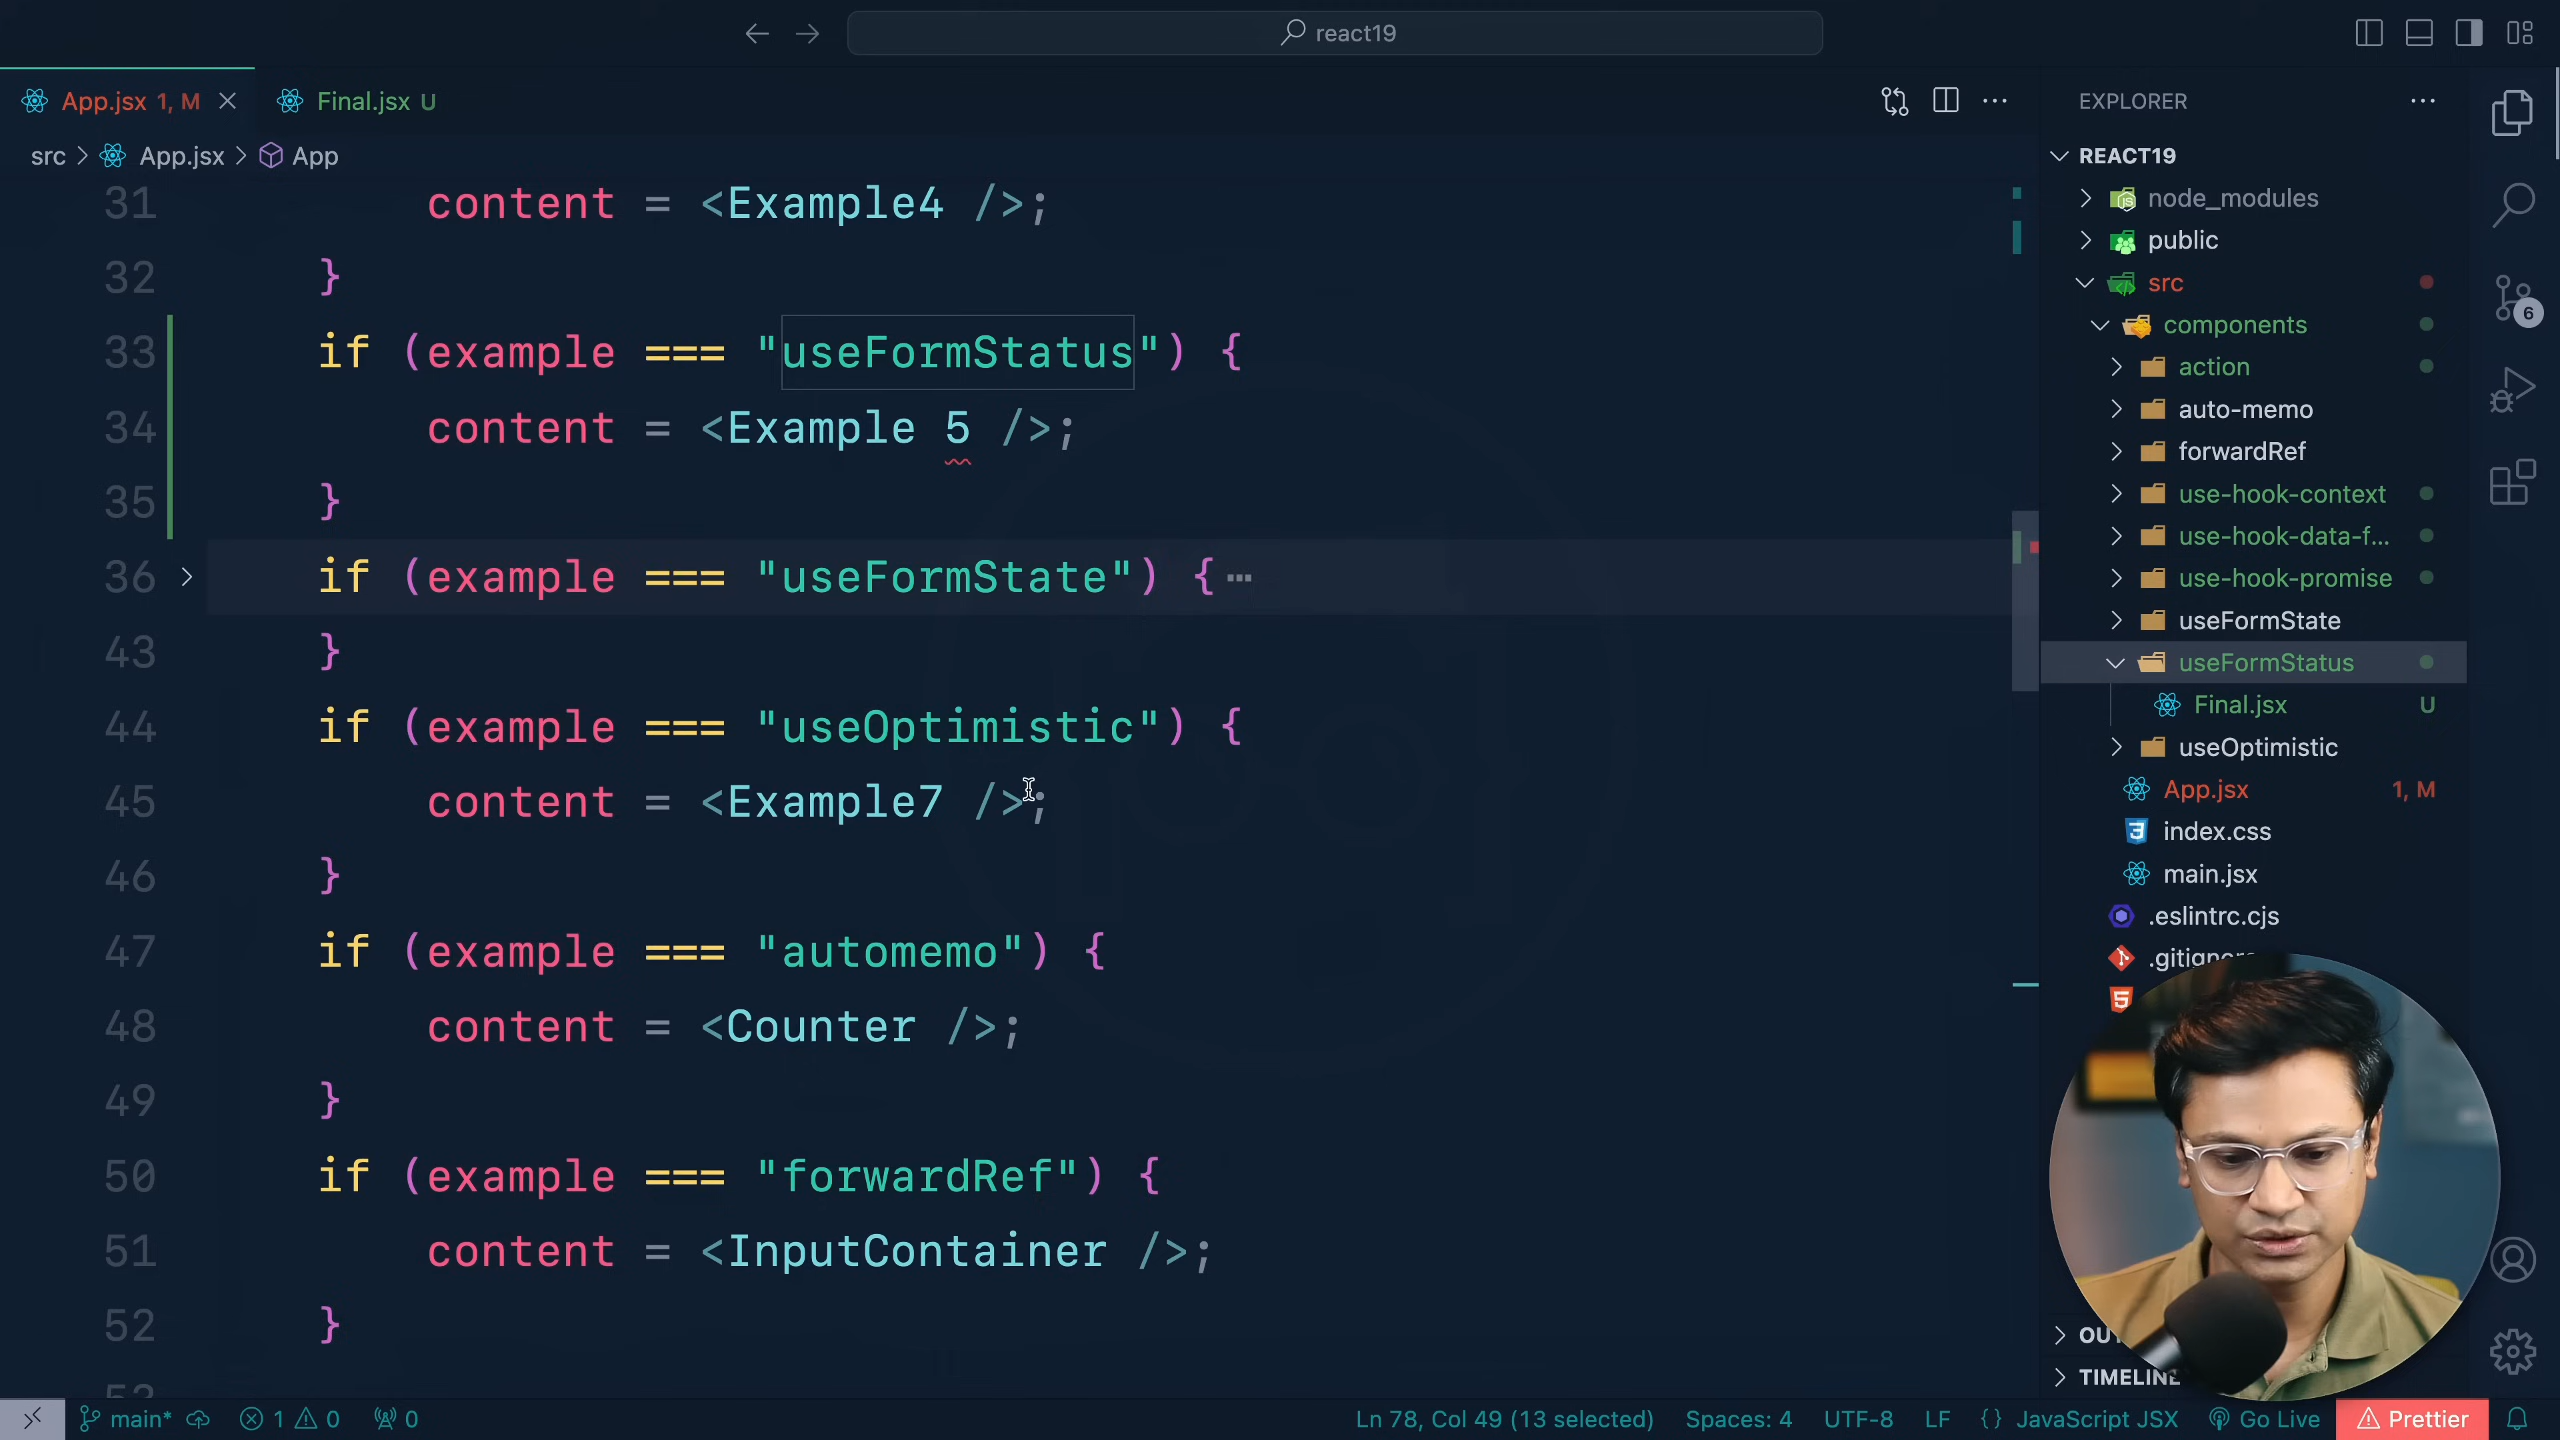 react19
App.jsx 1, M
Final.jsx U
src > App.jsx > App
31 content = <Example4 />;
32 }
33 if (example === "useFormStatus") {
34 content = <Example 5 />;
35 }
36 if (example === "useFormState") {…
43 }
44 if (example === "useOptimistic") {
45 content = <Example7 />;
46 }
47 if (example === "automemo") {
48 content = <Counter />;
49 }
50 if (example === "forwardRef") {
51 content = <InputContainer />;
52 }
EXPLORER
REACT19
node_modules
public
src
components
action
auto-memo
forwardRef
use-hook-context
use-hook-data-f...
use-hook-promise
useFormState
useFormStatus
Final.jsx U
useOptimistic
App.jsx 1, M
index.css
main.jsx
.eslintrc.cjs
TIMELINE
6
main* 1 0 0
Ln 78, Col 49 (13 selected) Spaces: 4 UTF-8 LF {} JavaScript JSX Go Live Prettier